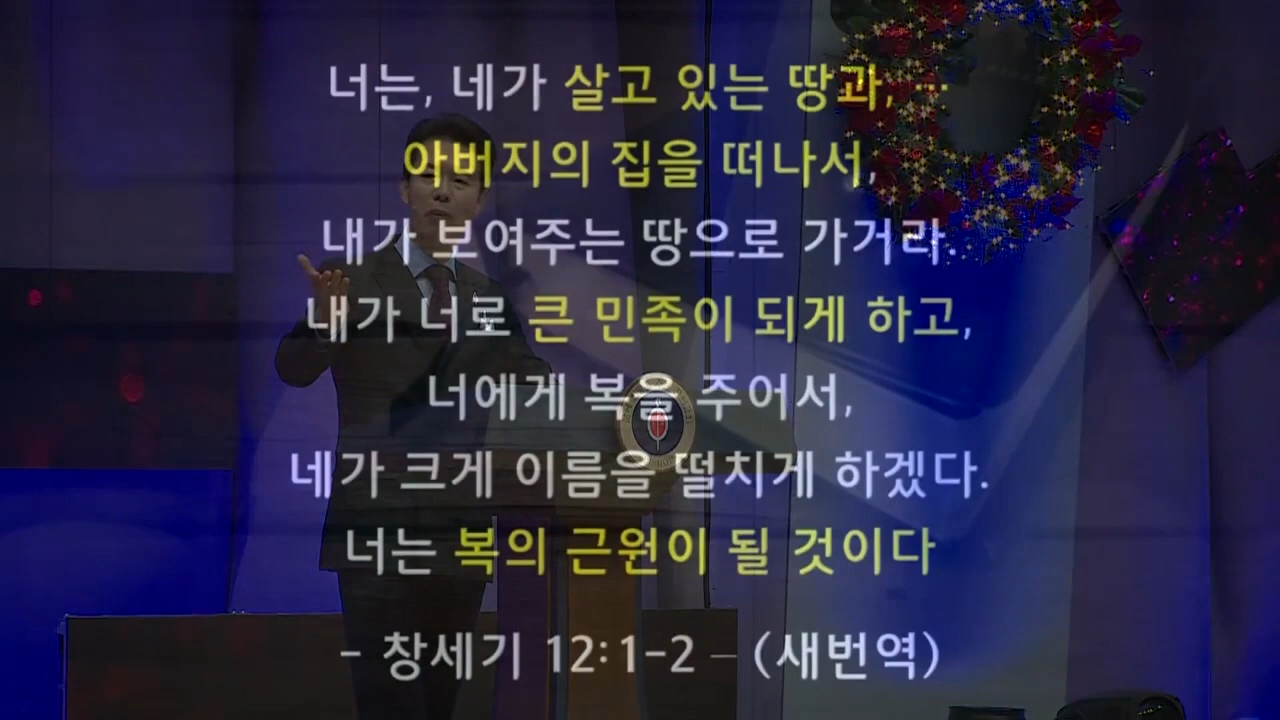 너는, 네가 살고 있는 땅과, …
아버지의 집을 떠나서,
내가 보여주는 땅으로 가거라.
내가 너로 큰 민족이 되게 하고,
너에게 복을 주어서,
네가 크게 이름을 떨치게 하겠다.
너는 복의 근원이 될 것이다
- 창세기 12:1-2 – (새번역)